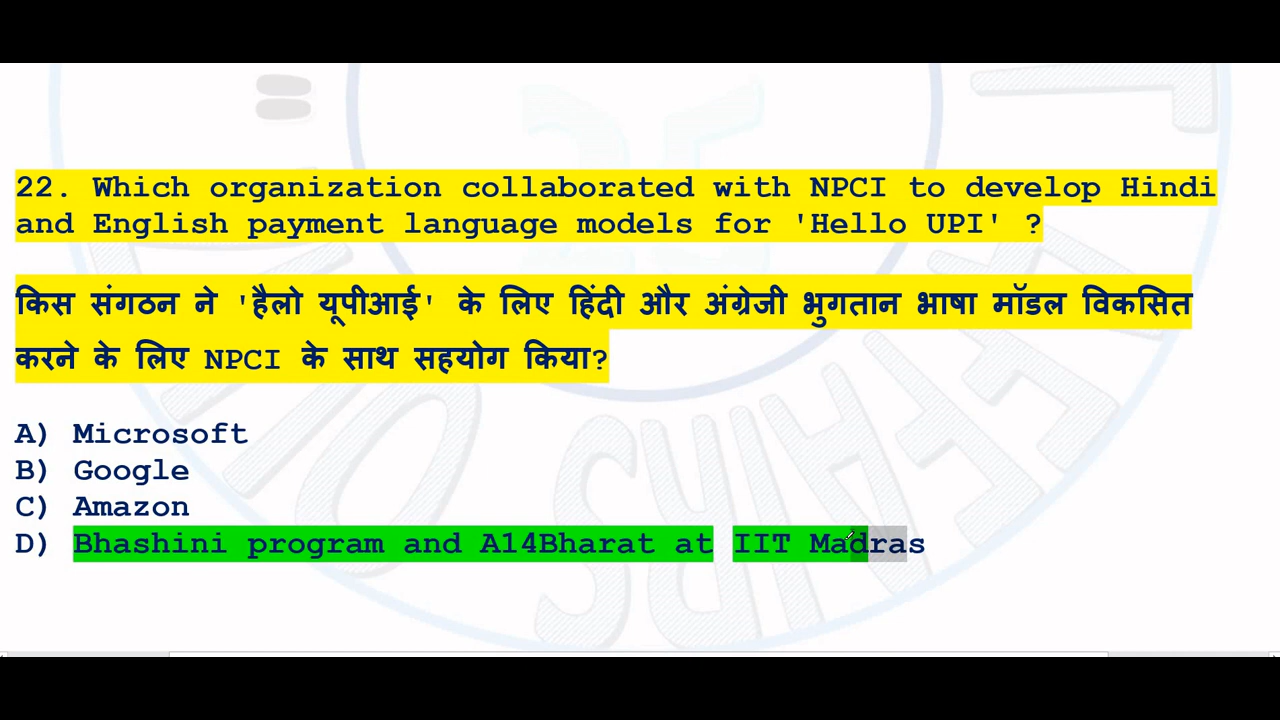 22. Which organization collaborated with NPCI to develop Hindi
and English payment language models for 'Hello UPI' ?
किस संगठन ने 'हैलो यूपीआई' के लिए हिंदी और अंग्रेजी भुगतान भाषा मॉडल विकसित
करने के लिए NPCI के साथ सहयोग किया?
A) Microsoft
B) Google
C) Amazon
D) Bhashini program and A14Bharat at IIT Madras